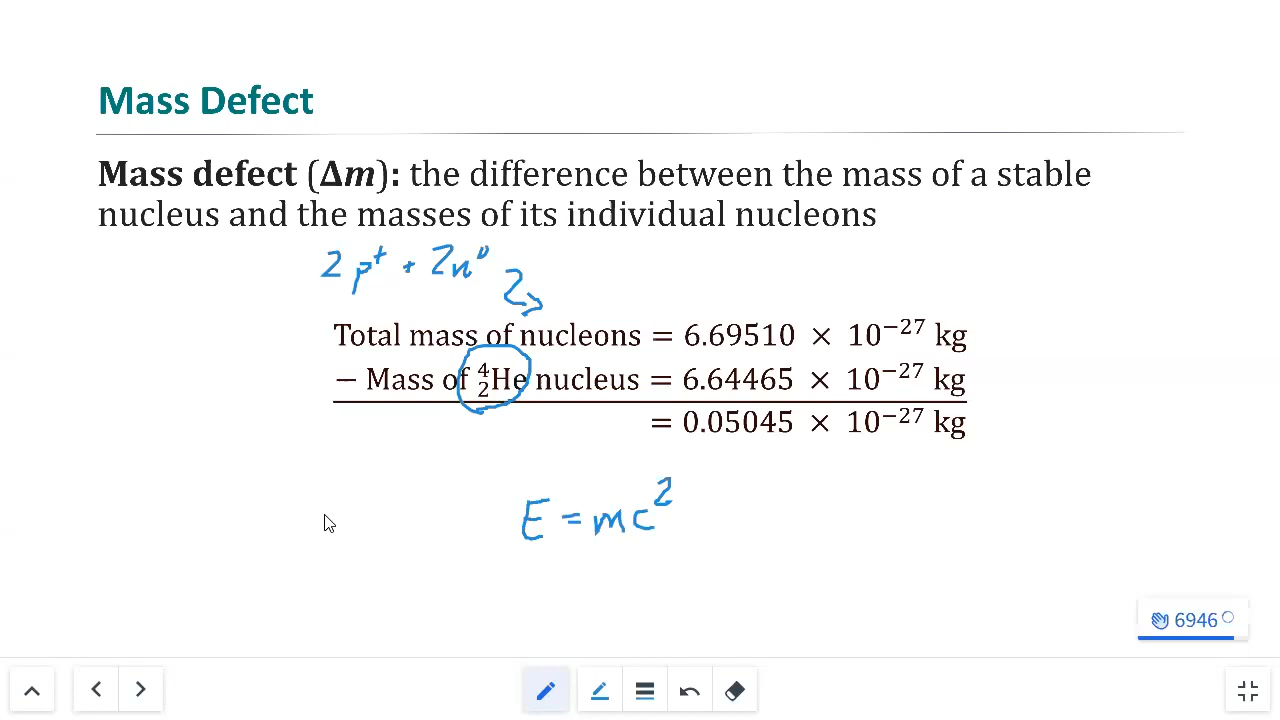 Mass Defect
Mass defect (Δm): the difference between the mass of a stable
nucleus and the masses of its individual nucleons
2p⁺ + 2n⁰
Total mass of nucleons = 6.69510 × 10⁻²⁷ kg
− Mass of ⁴₂He nucleus = 6.64465 × 10⁻²⁷ kg
= 0.05045 × 10⁻²⁷ kg
E = mc²
6946